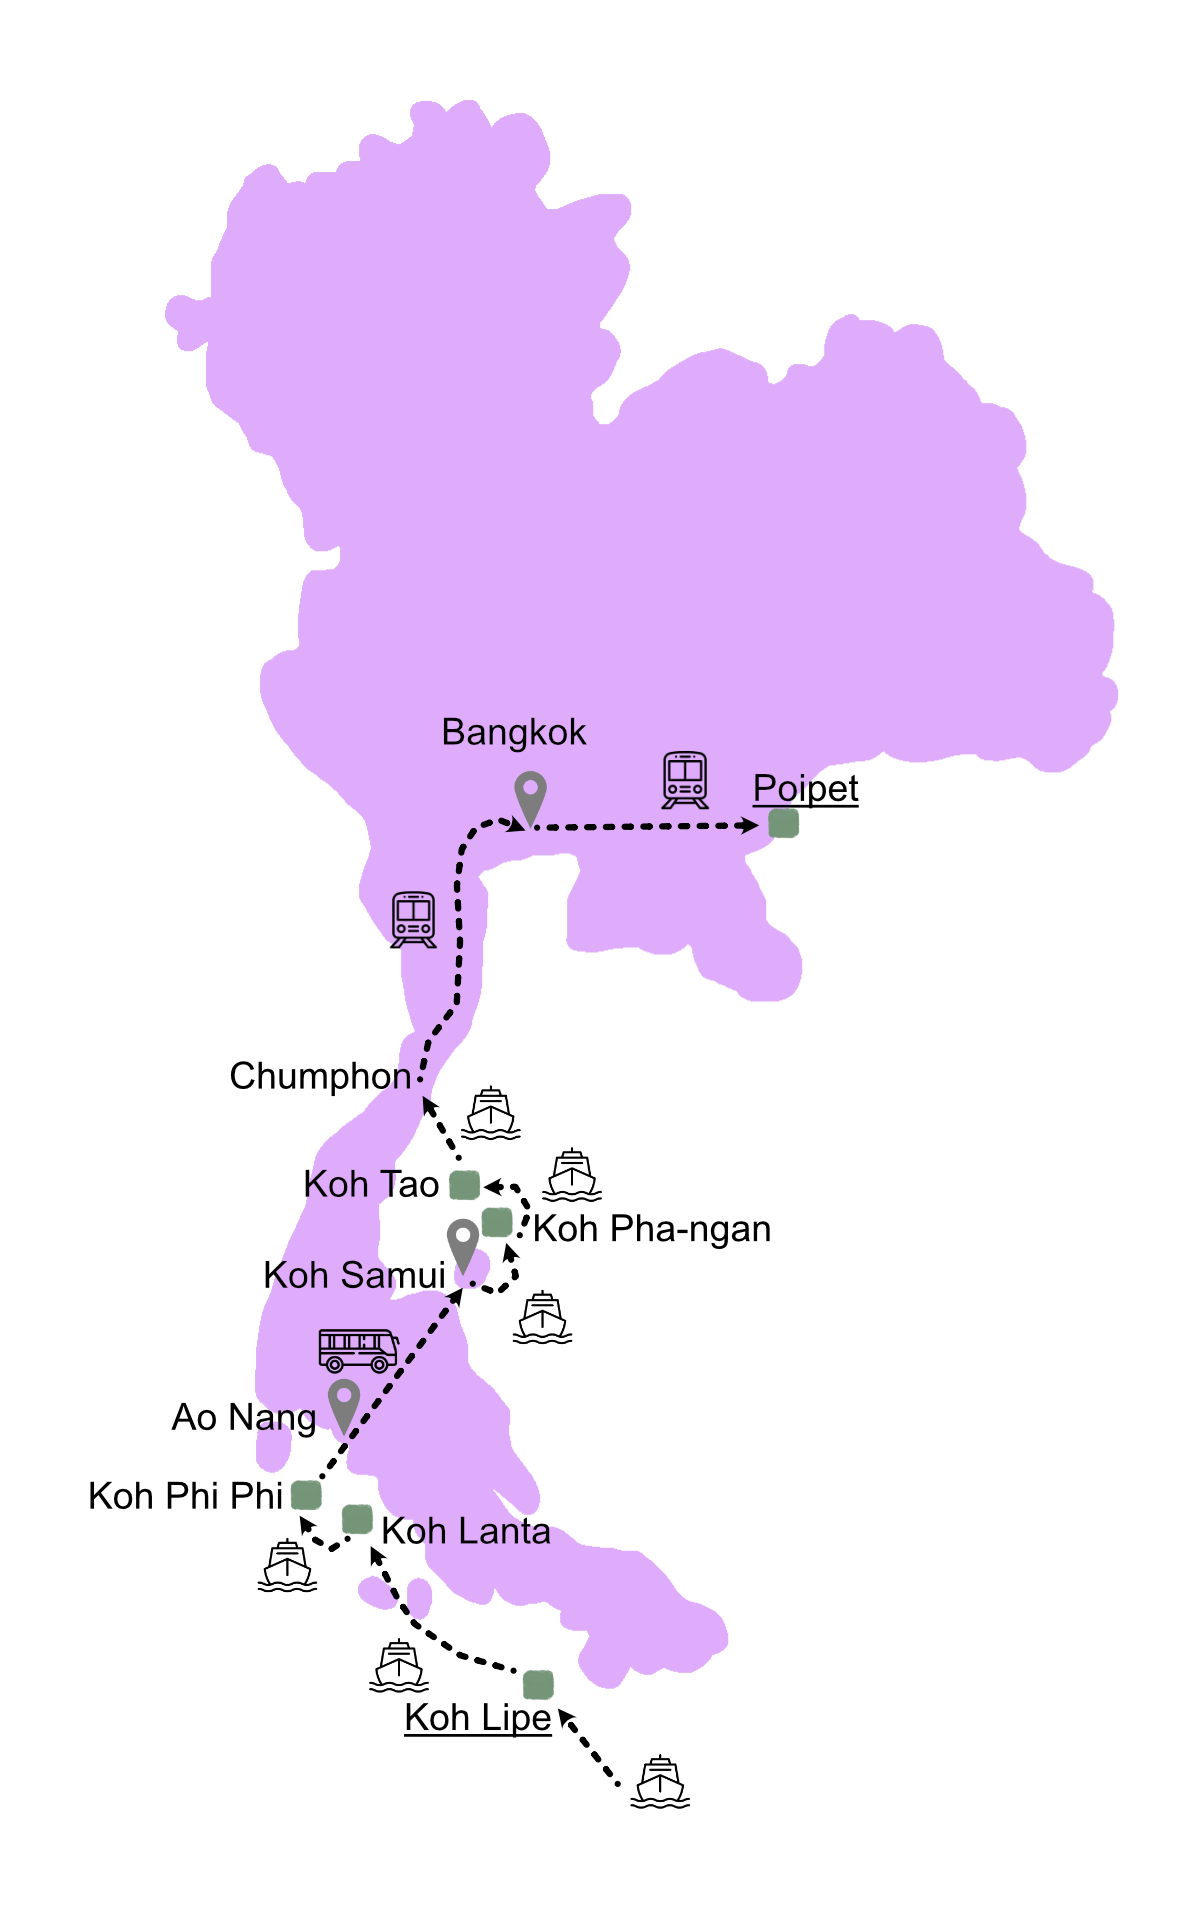 Bangkok
Poipet
Chumphon
Koh Tao
Koh Pha-ngan
Koh Samui
Ao Nang
Koh Phi Phi
Koh Lanta
Koh Lipe